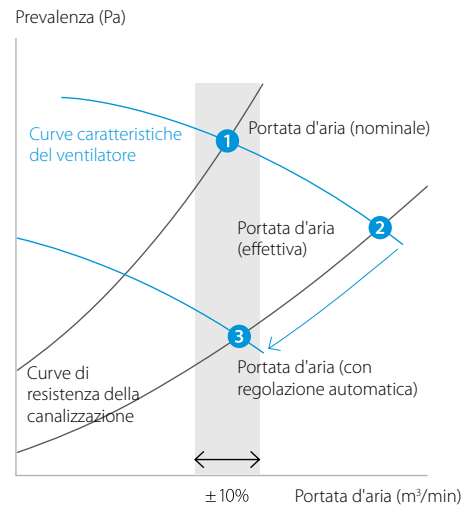 Prevalenza (Pa)
Curve caratteristiche
del ventilatore
1
Portata d'aria (nominale)
2
Portata d'aria
(effettiva)
3
Portata d'aria (con
regolazione automatica)
Curve di
resistenza della
canalizzazione
±10%
Portata d'aria (m³/min)